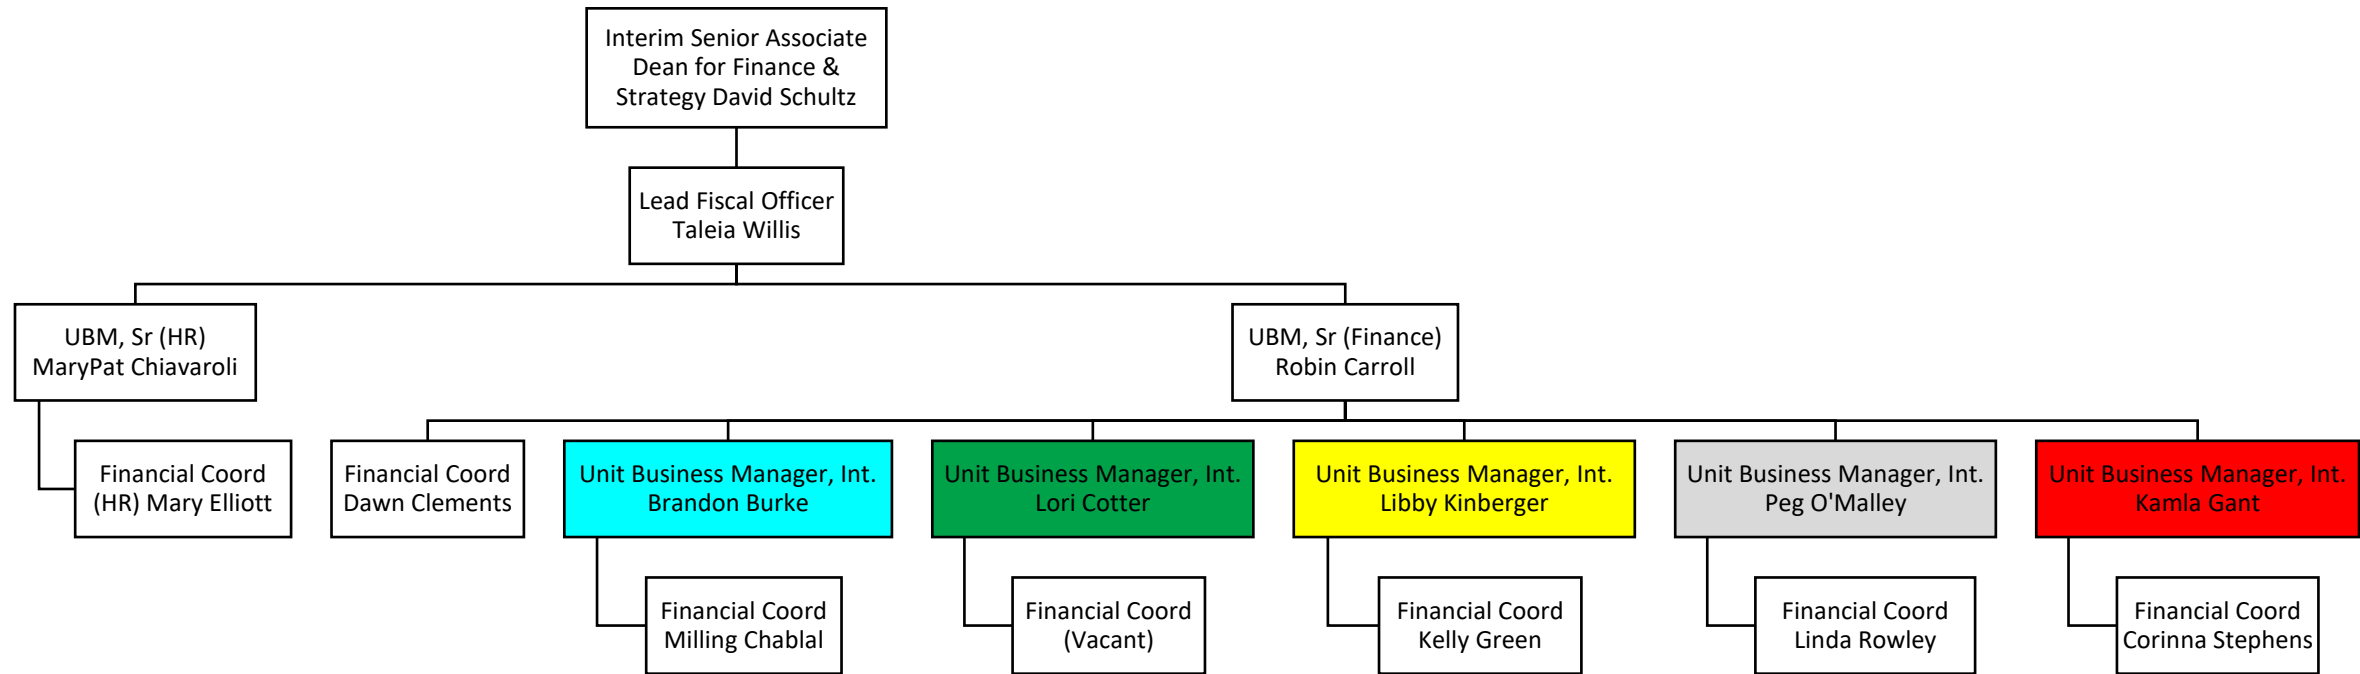 Interim Senior Associate
Dean for Finance &
Strategy David Schultz
Lead Fiscal Officer
Taleia Willis
UBM, Sr (HR)
MaryPat Chiavaroli
UBM, Sr (Finance)
Robin Carroll
Financial Coord
(HR) Mary Elliott
Financial Coord
Dawn Clements
Unit Business Manager, Int.
Brandon Burke
Unit Business Manager, Int.
Lori Cotter
Unit Business Manager, Int.
Libby Kinberger
Unit Business Manager, Int.
Peg O'Malley
Unit Business Manager, Int.
Kamla Gant
Financial Coord
Milling Chablal
Financial Coord
(Vacant)
Financial Coord
Kelly Green
Financial Coord
Linda Rowley
Financial Coord
Corinna Stephens